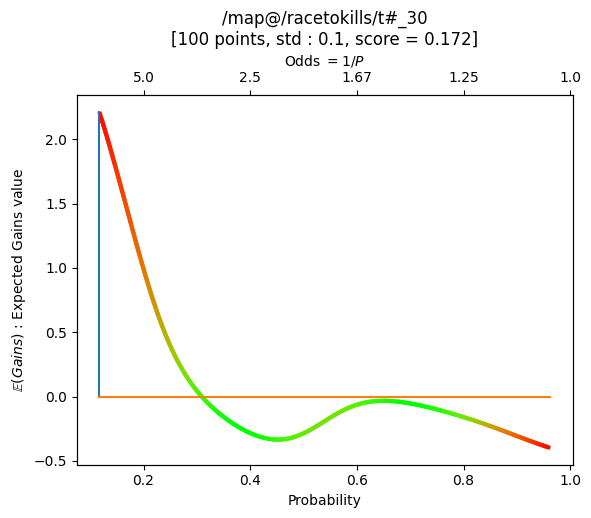 /map@/racetokills/t#_30
[100 points, std : 0.1, score = 0.172]
Odds = 1/P
5.0 2.5 1.67 1.25 1.0
2.0
1.5
1.0
0.5
0.0
−0.5
𝔼(Gains) : Expected Gains value
0.2 0.4 0.6 0.8 1.0
Probability